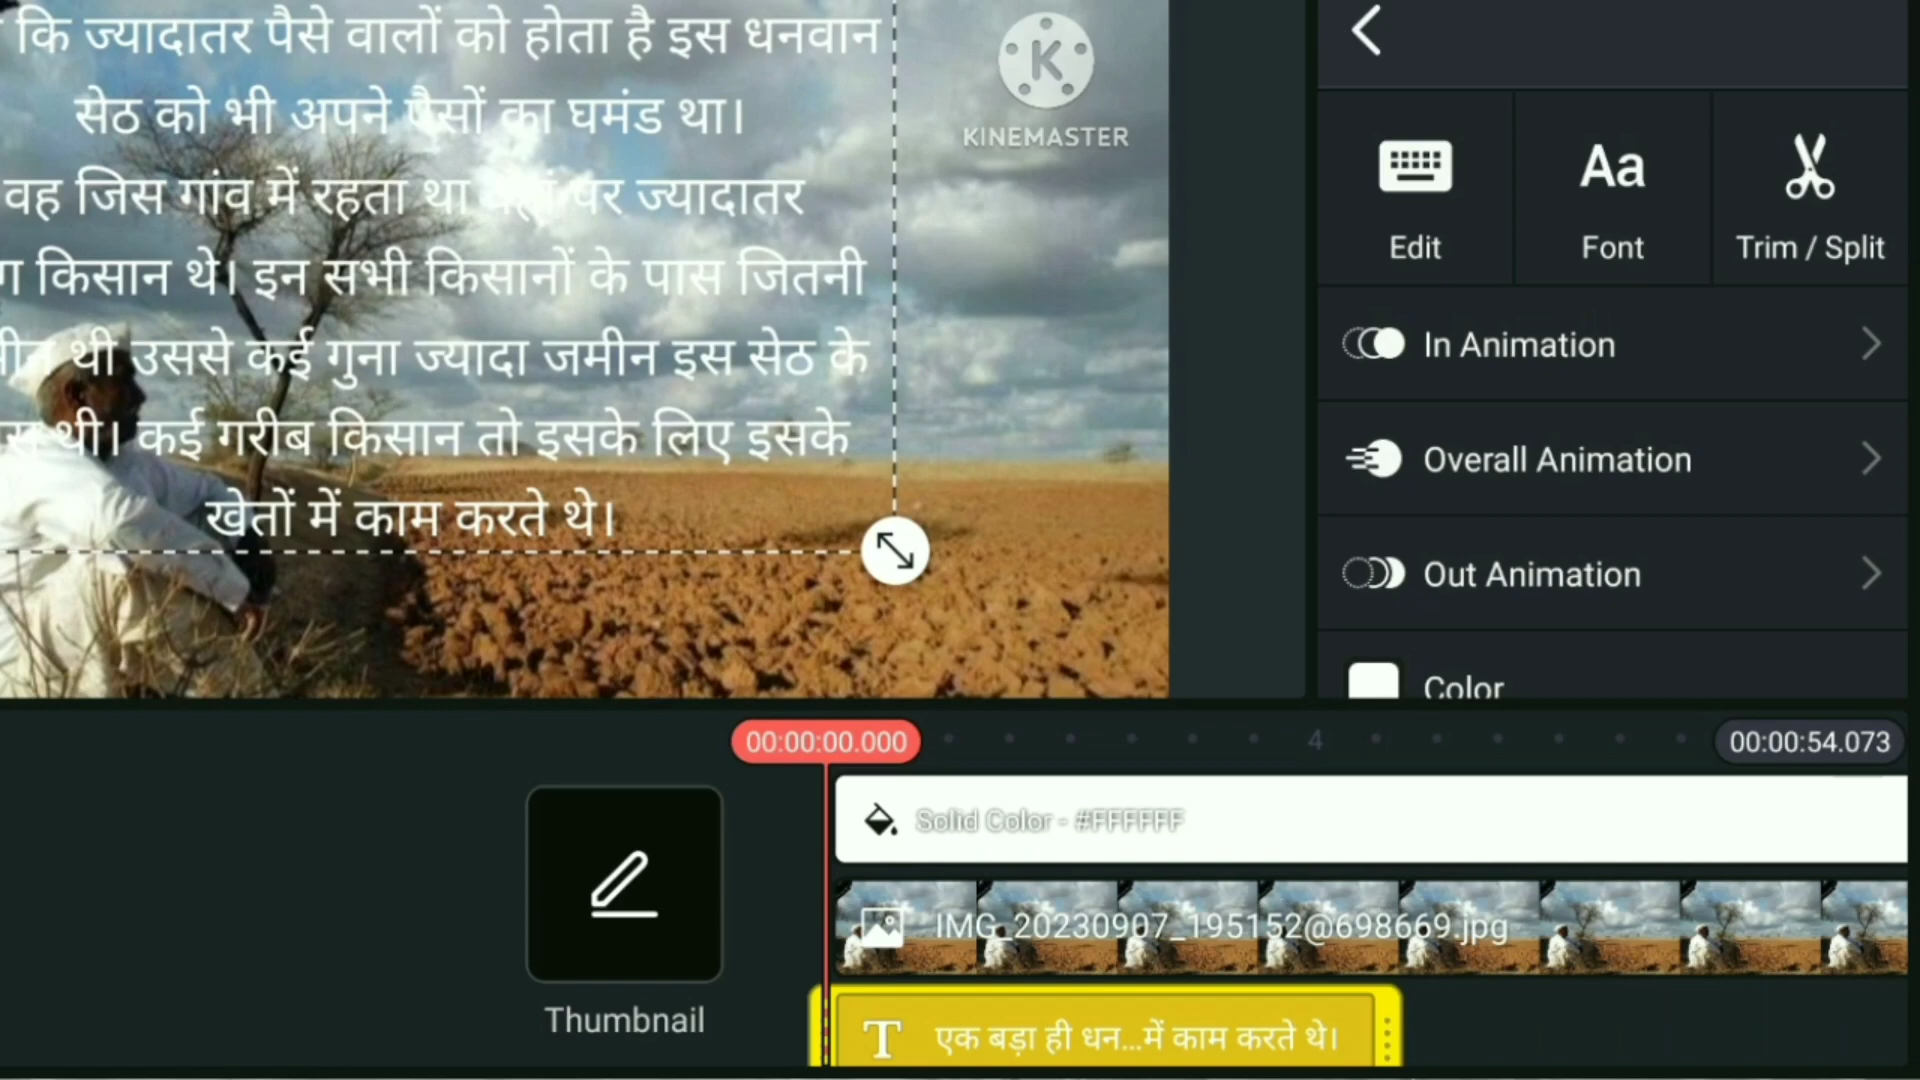 कि ज्यादातर पैसे वालों को होता है इस धनवान
सेठ को भी अपने पैसों का घमंड था।
वह जिस गांव में रहता था वहां पर ज्यादातर
किसान थे। इन सभी किसानों के पास जितनी
थी उससे कई गुना ज्यादा जमीन इस सेठ के
थी। कई गरीब किसान तो इसके लिए इसके
खेतों में काम करते थे।
K
KINEMASTER
Edit
Aa
Font
Trim / Split
In Animation
Overall Animation
Out Animation
Color
00:00:00.000
4
00:00:54.073
Solid Color - #FFFFFF
IMG_20230907_195152@698669.jpg
Thumbnail
T एक बड़ा ही धन...में काम करते थे।